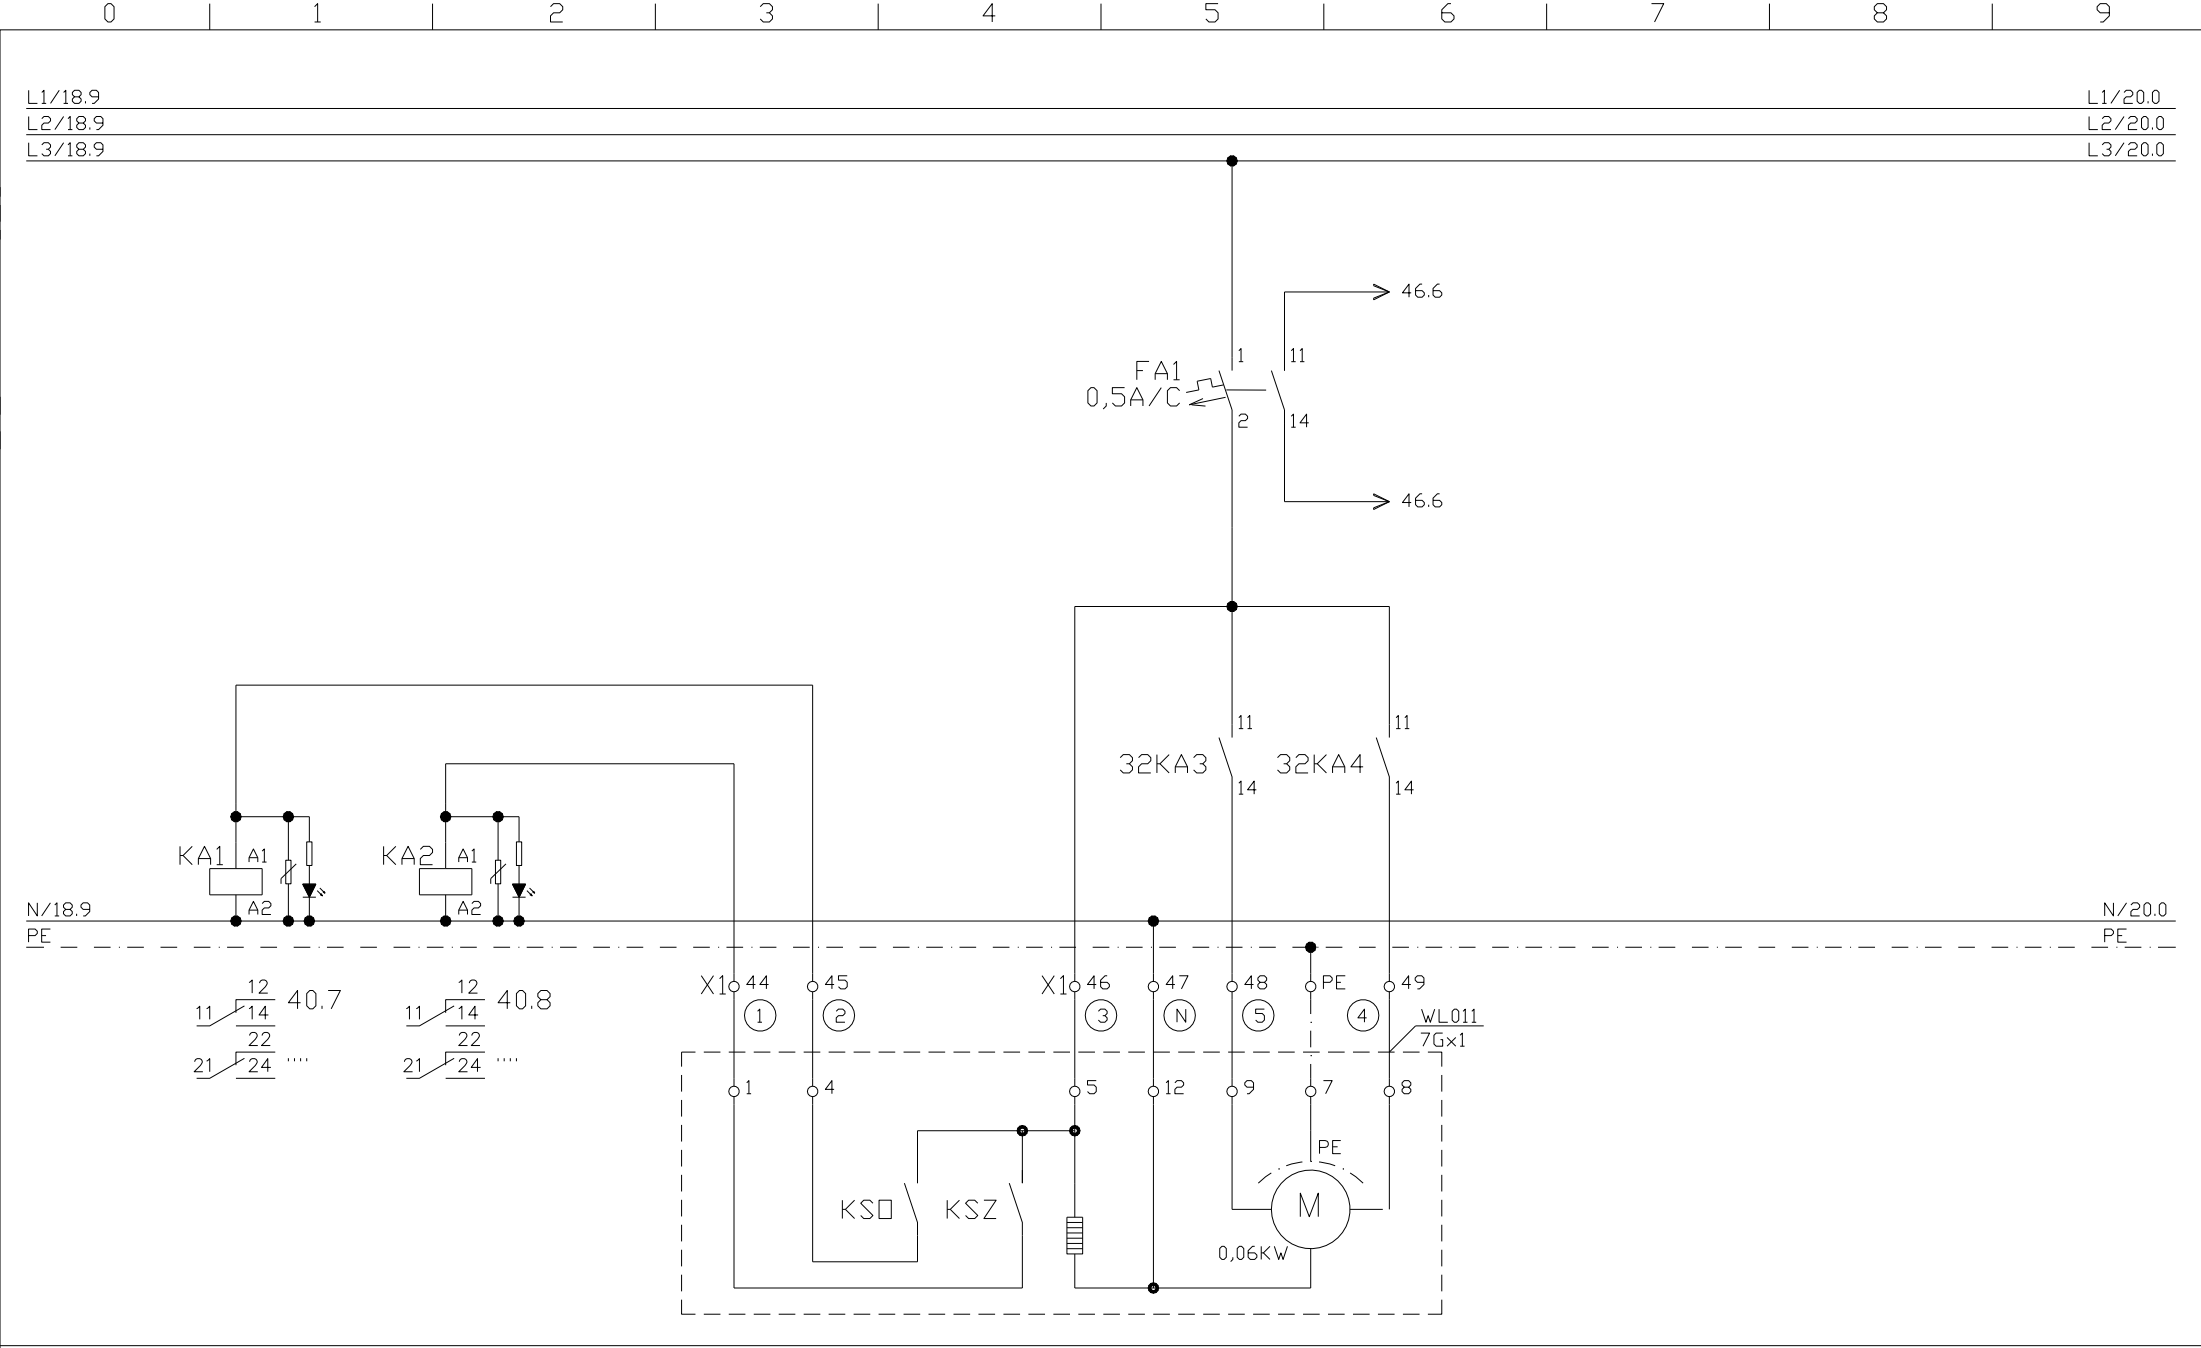 0 1 2 3 4 5 6 7 8 9
L1/18.9 L1/20.0
L2/18.9 L2/20.0
L3/18.9 L3/20.0
46.6
1 11
FA1
0,5A/C
2 14
46.6
11 11
32KA3 32KA4
14 14
KA1 A1 KA2 A1
A2 A2
N/18.9 N/20.0
PE PE
X1 44 45 X1 46 47 48 PE 49
12 40.7 12 40.8
11 14 11 14
1 2 3 N 5 4 WL011
22 22 7Gx1
21 24 '''' 21 24 ''''
1 4 5 12 9 7 8
PE
KSO KSZ M
0,06KW